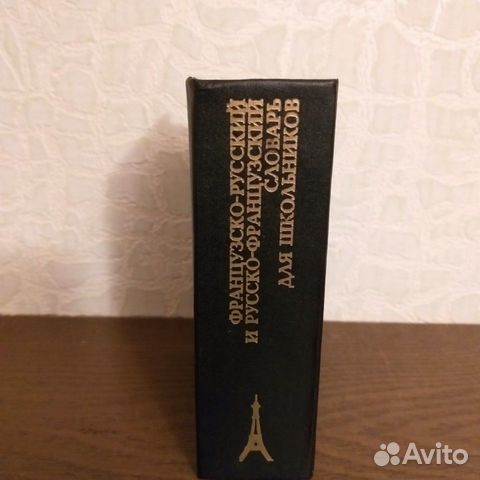 ФРАНЦУЗСКО-РУССКИЙ
И РУССКО-ФРАНЦУЗСКИЙ
СЛОВАРЬ
ДЛЯ ШКОЛЬНИКОВ
Avito